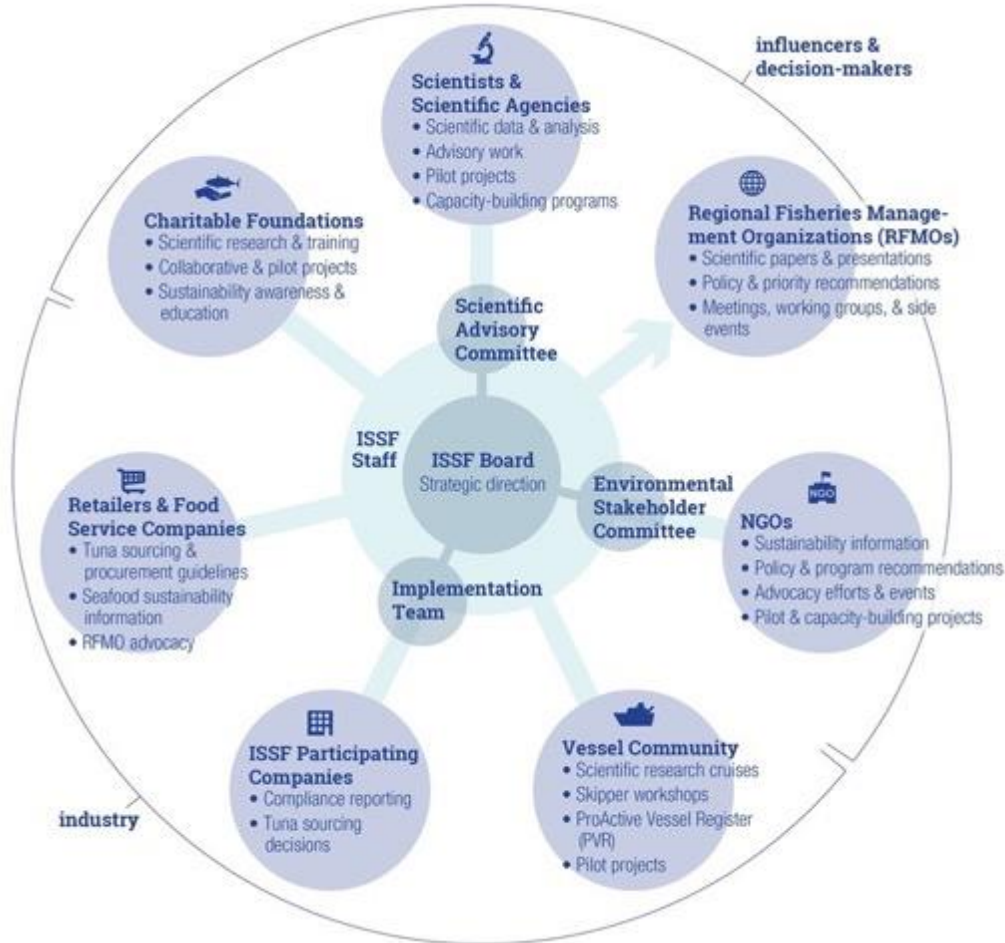 influencers &
decision-makers
Scientists &
Scientific Agencies
• Scientific data & analysis
• Advisory work
• Pilot projects
• Capacity-building programs
Charitable Foundations
• Scientific research & training
• Collaborative & pilot projects
• Sustainability awareness &
education
Regional Fisheries Manage-
ment Organizations (RFMOs)
• Scientific papers & presentations
• Policy & priority recommendations
• Meetings, working groups, & side
events
Scientific
Advisory
Committee
ISSF
Staff
ISSF Board
Strategic direction
Environmental
Stakeholder
Committee
Implementation
Team
Retailers & Food
Service Companies
• Tuna sourcing &
procurement guidelines
• Seafood sustainability
information
• RFMO advocacy
NGO
NGOs
• Sustainability information
• Policy & program recommendations
• Advocacy efforts & events
• Pilot & capacity-building projects
ISSF Participating
Companies
• Compliance reporting
• Tuna sourcing
decisions
Vessel Community
• Scientific research cruises
• Skipper workshops
• ProActive Vessel Register
(PVR)
• Pilot projects
industry